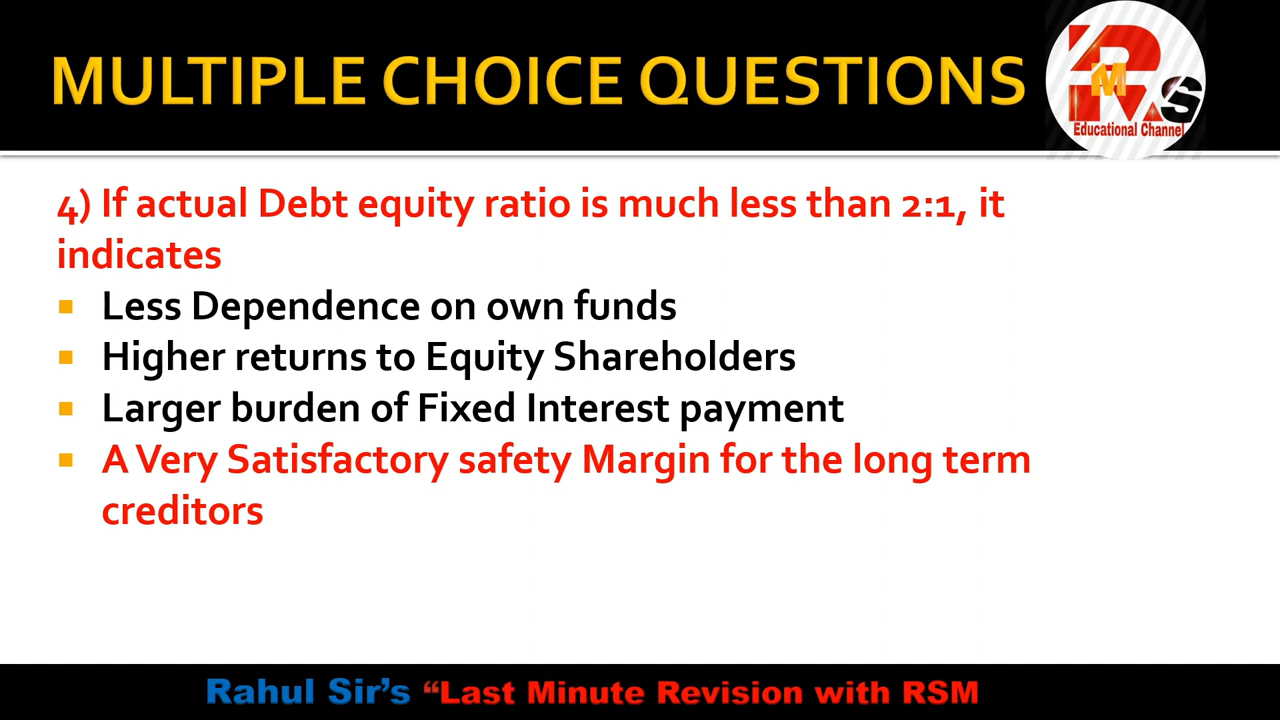 MULTIPLE CHOICE QUESTIONS
RMS
Educational Channel
4) If actual Debt equity ratio is much less than 2:1, it
indicates
▪ Less Dependence on own funds
▪ Higher returns to Equity Shareholders
▪ Larger burden of Fixed Interest payment
▪ A Very Satisfactory safety Margin for the long term
creditors
Rahul Sir's “Last Minute Revision with RSM